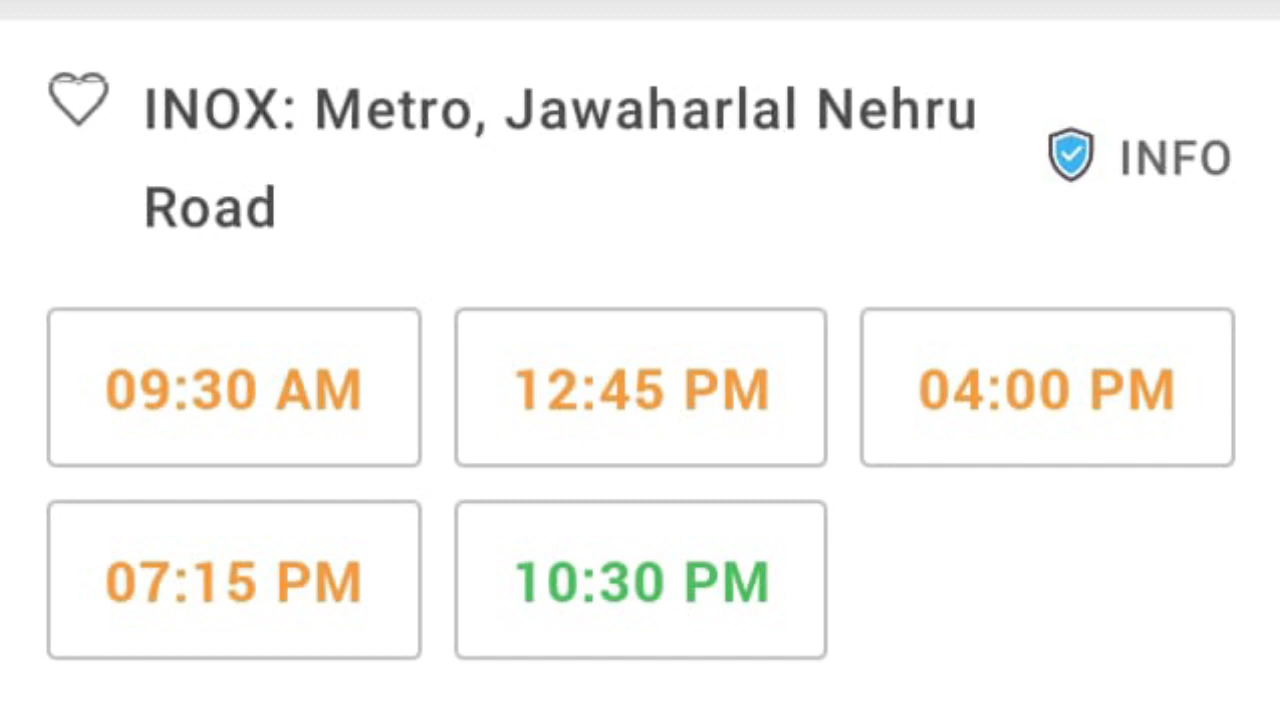 INOX: Metro, Jawaharlal Nehru
Road
INFO
09:30 AM 12:45 PM 04:00 PM
07:15 PM 10:30 PM